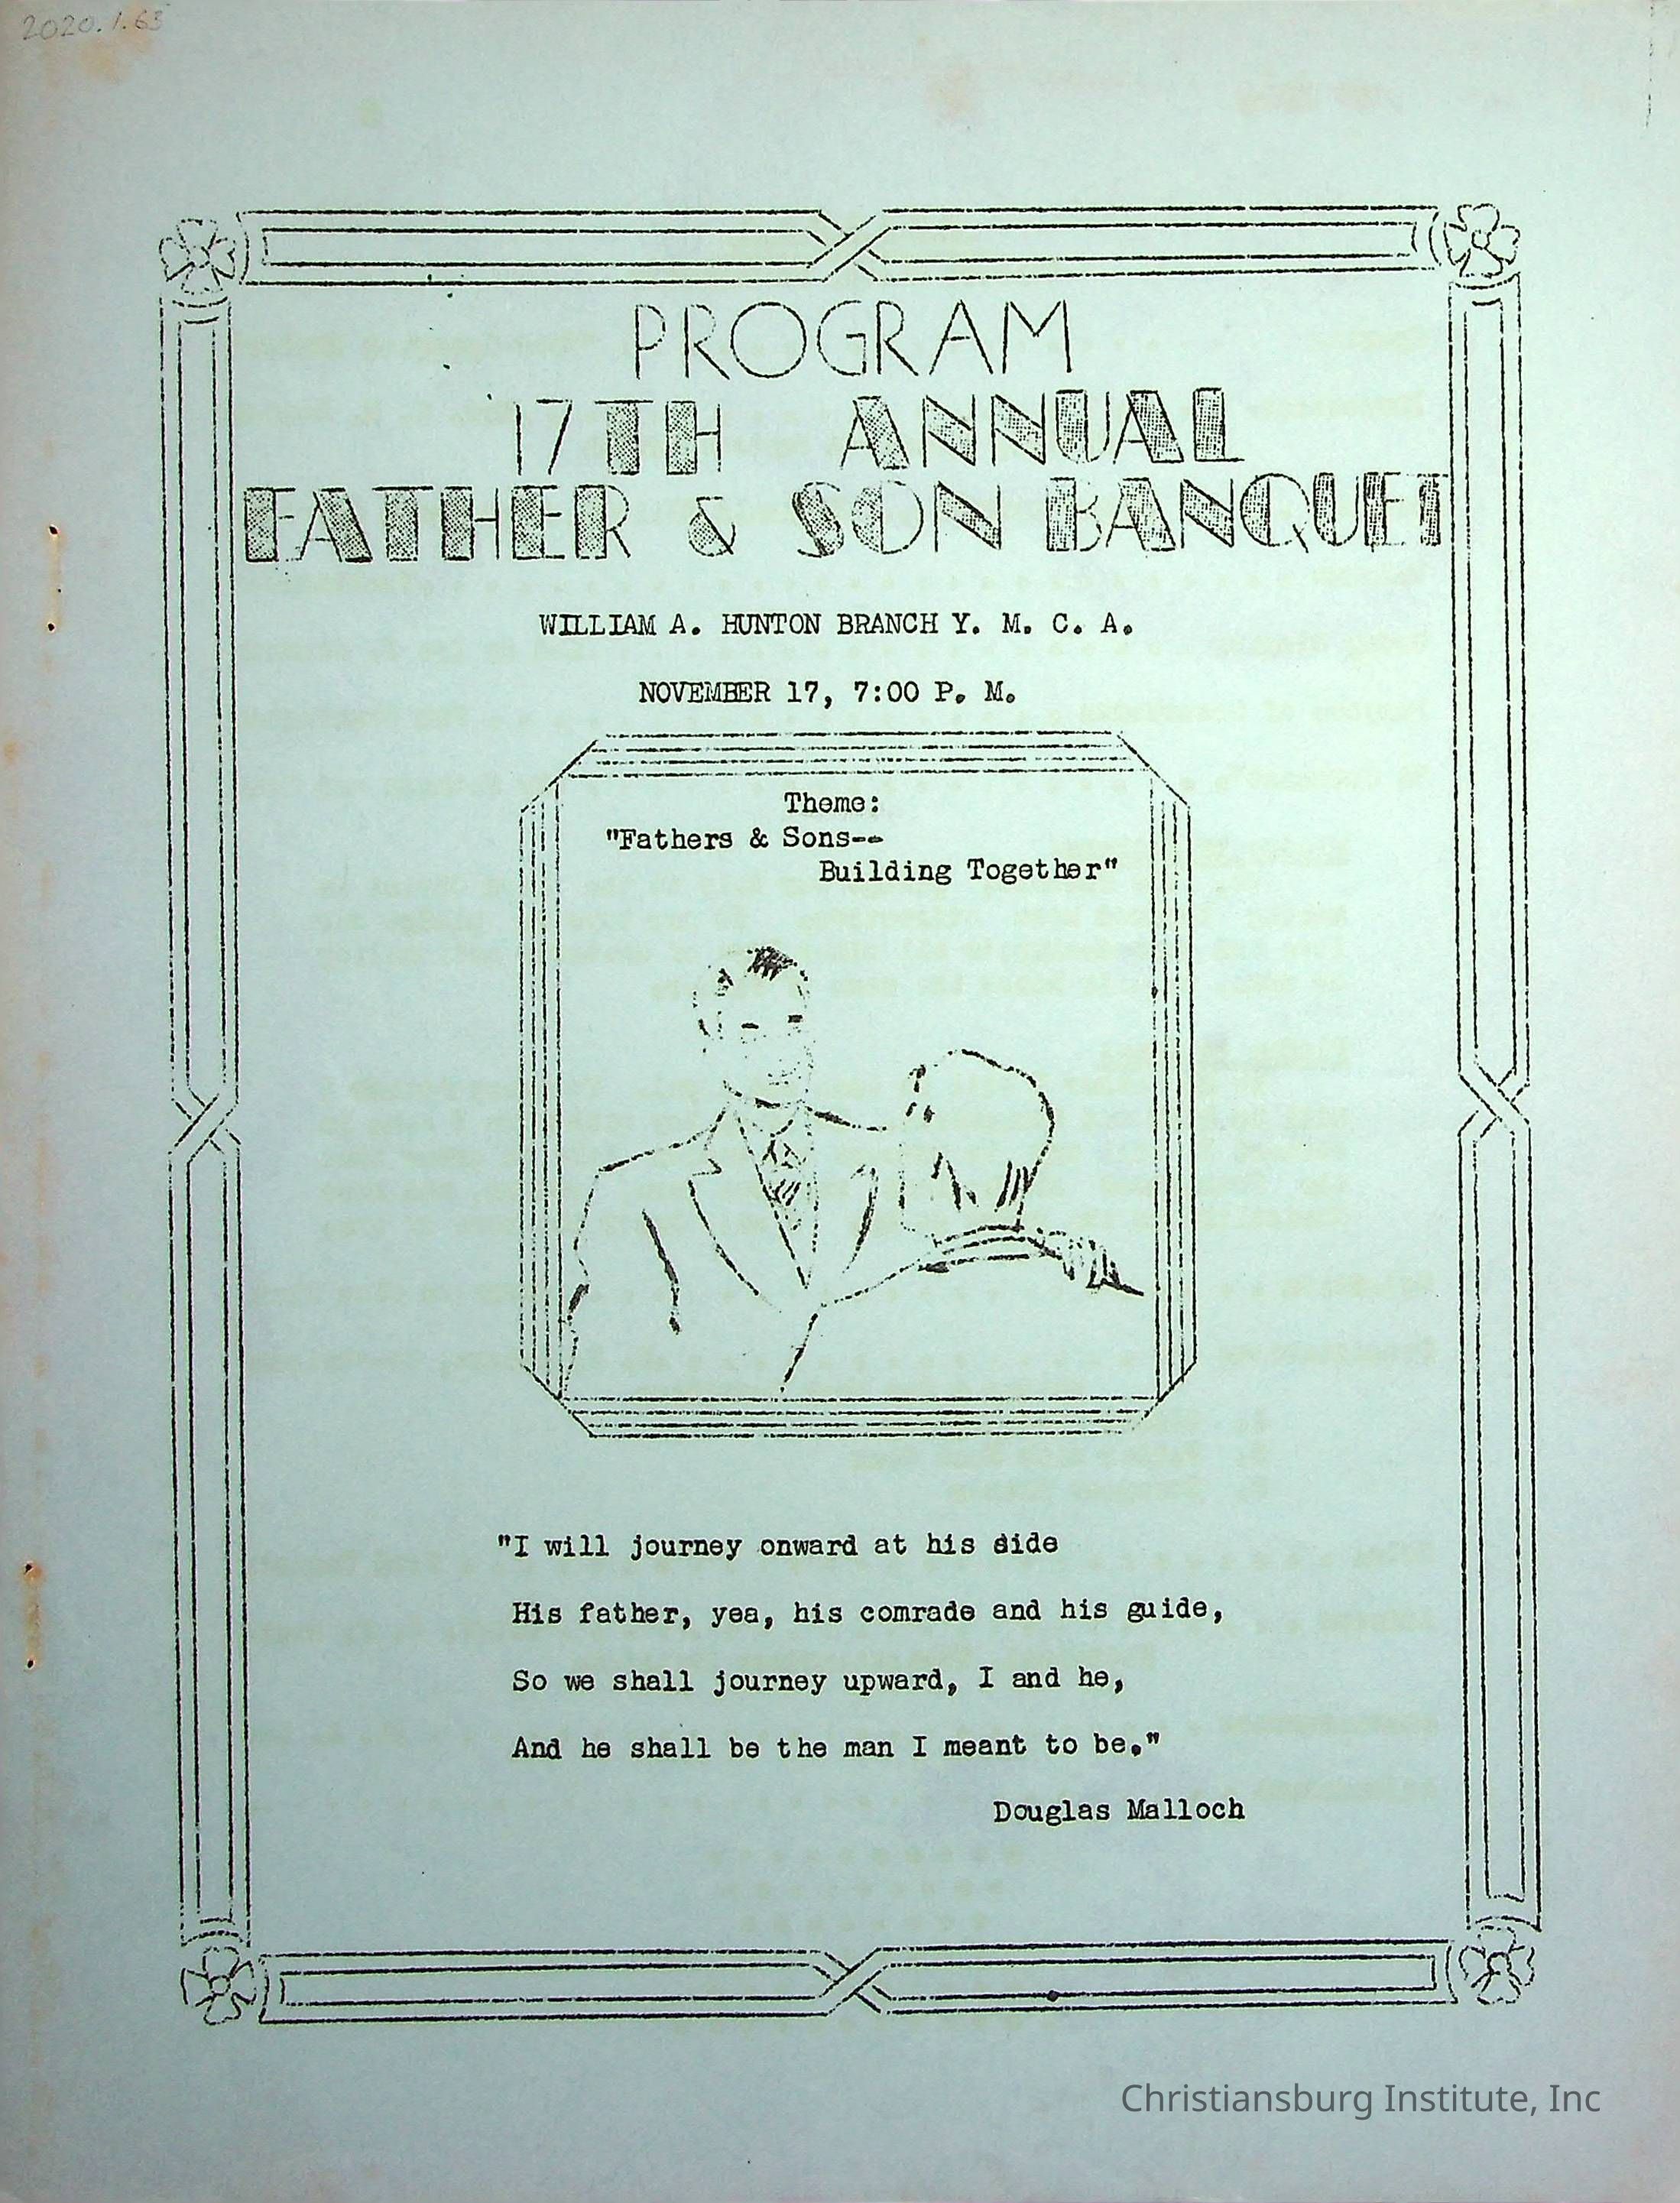 2020.1.63
PROGRAM
17TH ANNUAL
FATHER & SON BANQUET
WILLIAM A. HUNTON BRANCH Y. M. C. A.
NOVEMBER 17, 7:00 P. M.
Theme:
"Fathers & Sons--
Building Together"
"I will journey onward at his side
His father, yea, his comrade and his guide,
So we shall journey upward, I and he,
And he shall be the man I meant to be."
Douglas Malloch
Christiansburg Institute, Inc